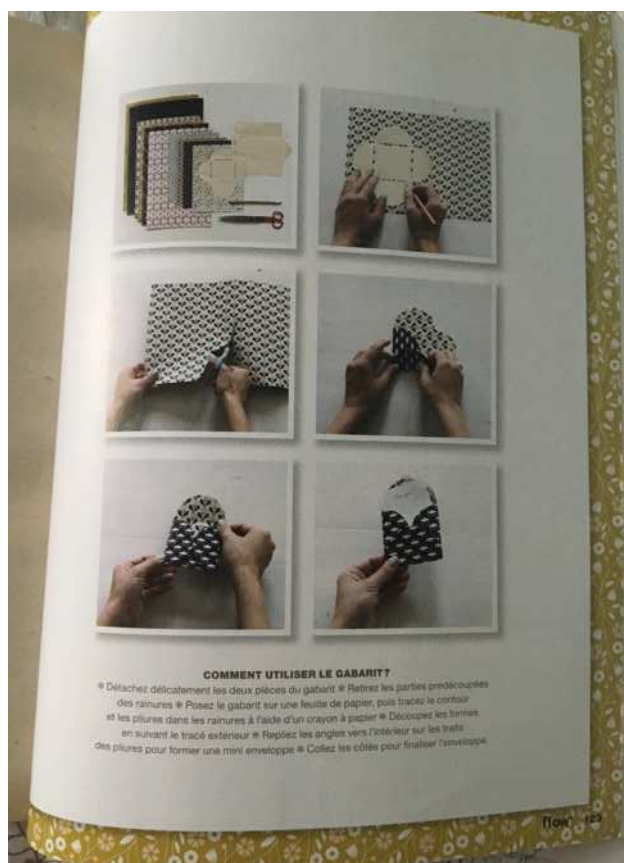 COMMENT UTILISER LE GABARIT?
* Détachez délicatement les deux pièces du gabarit * Retirez les parties prédécoupées
des rainures * Posez le gabarit sur une feuille de papier, puis tracez le contour
et les pliures dans les rainures à l'aide d'un crayon à papier * Découpez les formes
en suivant le tracé extérieur * Repliez les angles vers l'intérieur sur les traits
des pliures pour former une mini enveloppe * Collez les côtés pour finaliser l'enveloppe.
flow 123